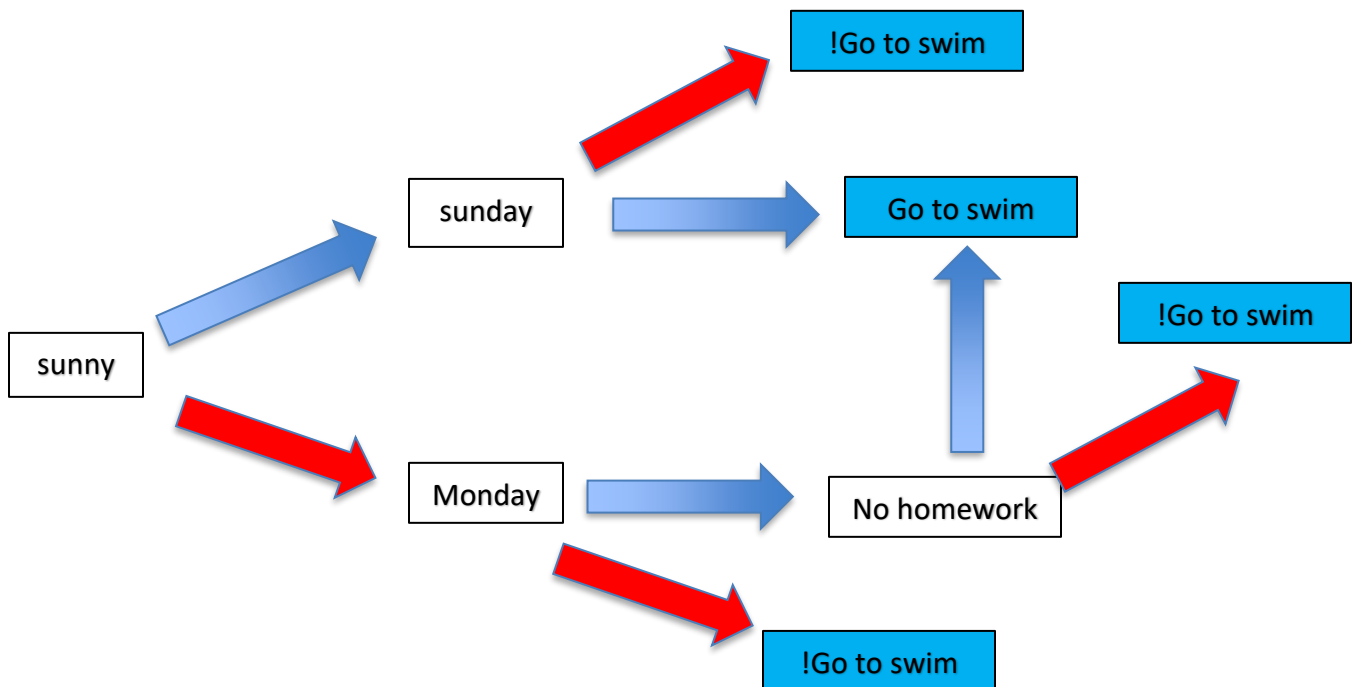 !Go to swim
sunday
Go to swim
!Go to swim
sunny
Monday
No homework
!Go to swim